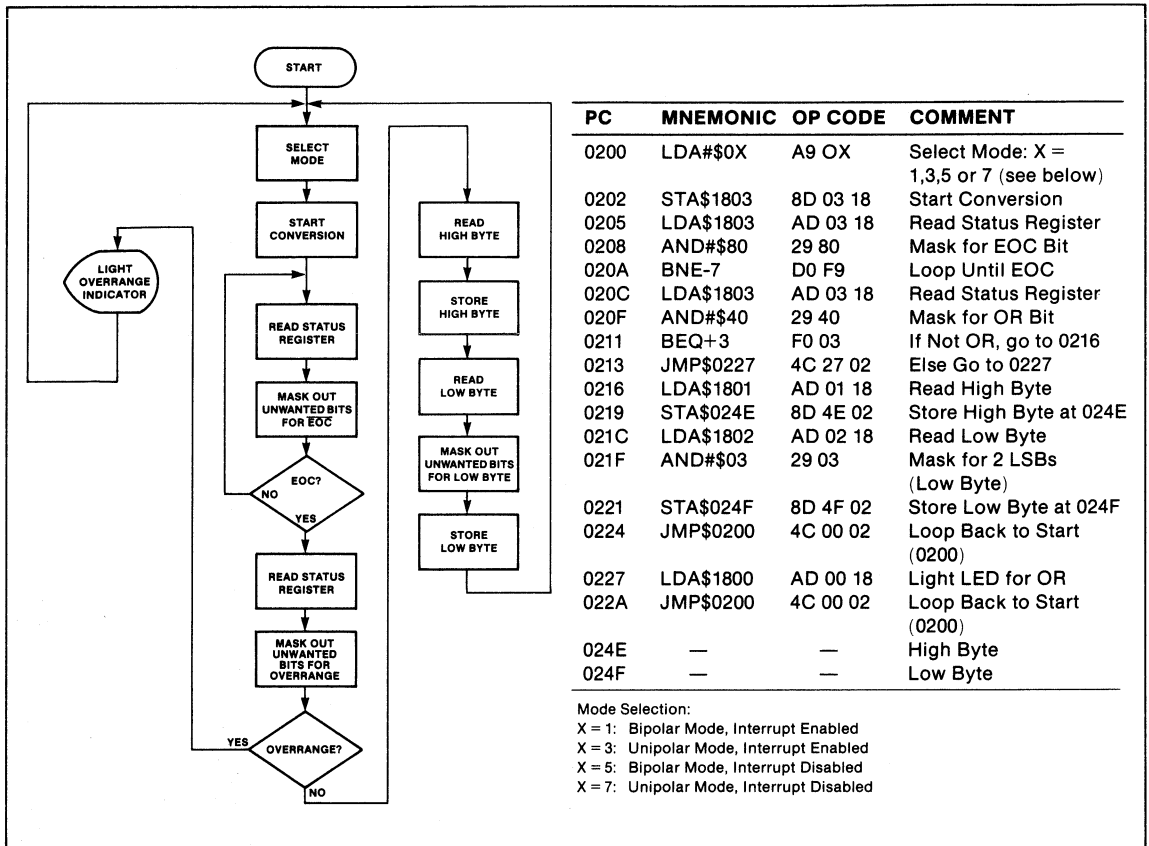 START
SELECT
MODE
START
CONVERSION
LIGHT
OVERRANGE
INDICATOR
READ STATUS
REGISTER
MASK OUT
UNWANTED BITS
FOR EOC
EOC?
NO
YES
READ STATUS
REGISTER
MASK OUT
UNWANTED
BITS FOR
OVERRANGE
YES
OVERRANGE?
NO
READ
HIGH BYTE
STORE
HIGH BYTE
READ
LOW BYTE
MASK OUT
UNWANTED BITS
FOR LOW BYTE
STORE
LOW BYTE
PC MNEMONIC OP CODE COMMENT
0200 LDA#$0X A9 OX Select Mode: X =
1,3,5 or 7 (see below)
0202 STA$1803 8D 03 18 Start Conversion
0205 LDA$1803 AD 03 18 Read Status Register
0208 AND#$80 29 80 Mask for EOC Bit
020A BNE-7 D0 F9 Loop Until EOC
020C LDA$1803 AD 03 18 Read Status Register
020F AND#$40 29 40 Mask for OR Bit
0211 BEQ+3 F0 03 If Not OR, go to 0216
0213 JMP$0227 4C 27 02 Else Go to 0227
0216 LDA$1801 AD 01 18 Read High Byte
0219 STA$024E 8D 4E 02 Store High Byte at 024E
021C LDA$1802 AD 02 18 Read Low Byte
021F AND#$03 29 03 Mask for 2 LSBs
(Low Byte)
0221 STA$024F 8D 4F 02 Store Low Byte at 024F
0224 JMP$0200 4C 00 02 Loop Back to Start
(0200)
0227 LDA$1800 AD 00 18 Light LED for OR
022A JMP$0200 4C 00 02 Loop Back to Start
(0200)
024E — — High Byte
024F — — Low Byte
Mode Selection:
X = 1: Bipolar Mode, Interrupt Enabled
X = 3: Unipolar Mode, Interrupt Enabled
X = 5: Bipolar Mode, Interrupt Disabled
X = 7: Unipolar Mode, Interrupt Disabled